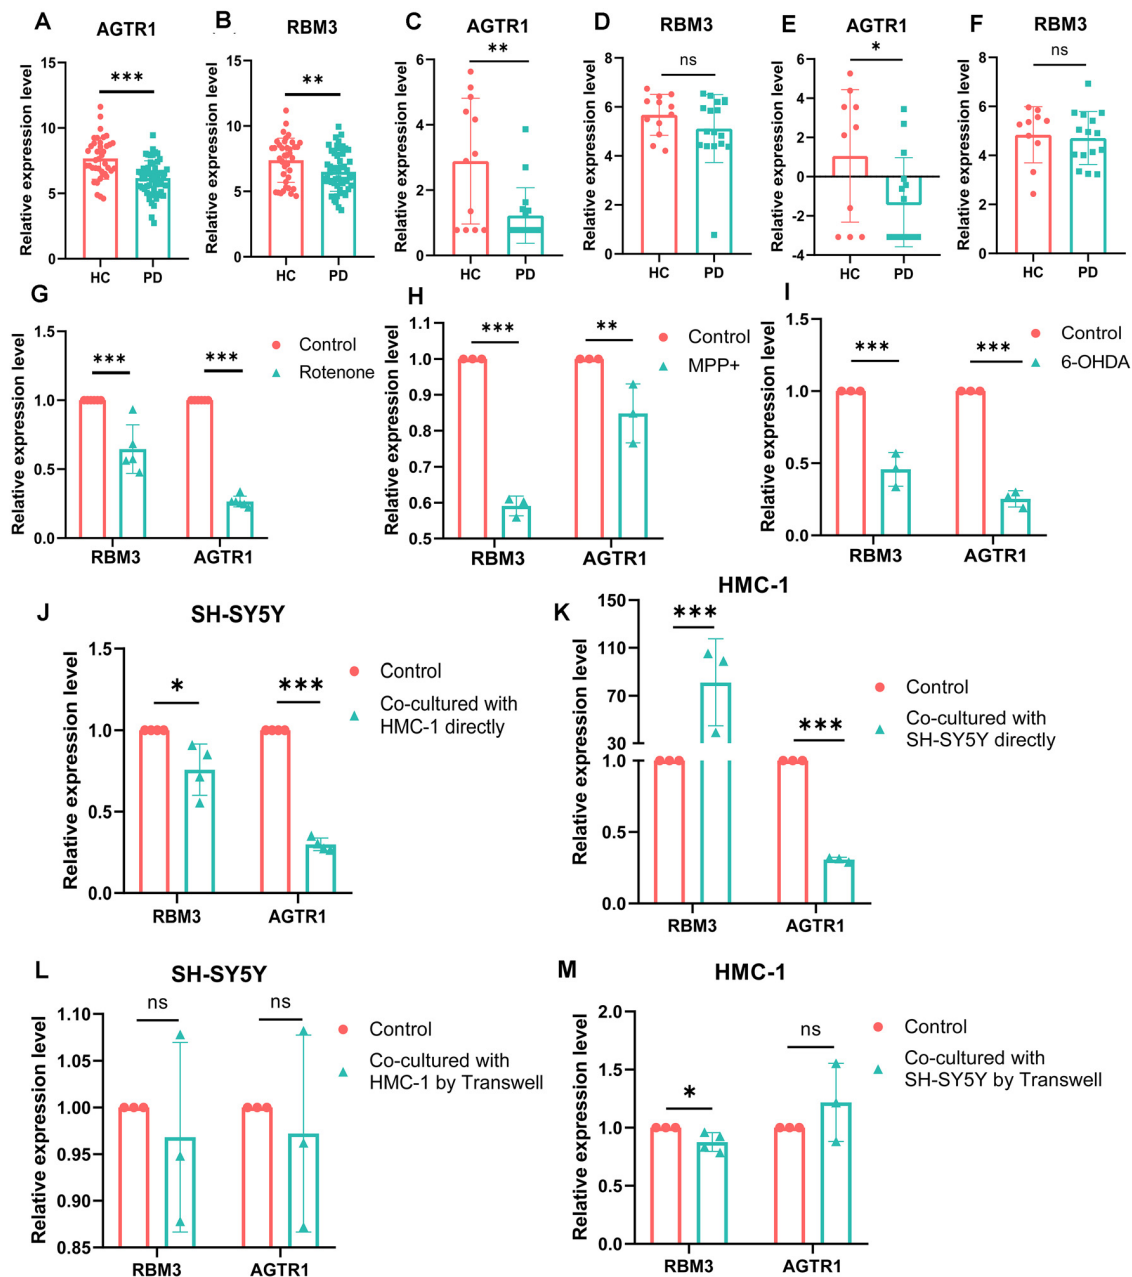 A
AGTR1
Relative expression level
15
10
5
0
***
HC
PD
B
RBM3
Relative expression level
15
10
5
0
**
HC
PD
C
AGTR1
Relative expression level
6
4
2
0
**
HC
PD
D
RBM3
Relative expression level
8
6
4
2
0
ns
HC
PD
E
AGTR1
Relative expression level
6
4
2
0
-2
-4
*
HC
PD
F
RBM3
Relative expression level
8
6
4
2
0
ns
HC
PD
G
Relative expression level
1.5
1.0
0.5
0.0
***
***
Control
Rotenone
RBM3
AGTR1
H
Relative expression level
1.1
1.0
0.9
0.8
0.7
0.6
0.5
***
**
Control
MPP+
RBM3
AGTR1
I
Relative expression level
1.5
1.0
0.5
0.0
***
***
Control
6-OHDA
RBM3
AGTR1
J
SH-SY5Y
Relative expression level
1.5
1.0
0.5
0.0
*
***
Control
Co-cultured with
HMC-1 directly
RBM3
AGTR1
K
HMC-1
Relative expression level
150
110
70
30
1.0
0.5
0.0
***
***
Control
Co-cultured with
SH-SY5Y directly
RBM3
AGTR1
L
SH-SY5Y
Relative expression level
1.10
1.05
1.00
0.95
0.90
0.85
ns
ns
Control
Co-cultured with
HMC-1 by Transwell
RBM3
AGTR1
M
HMC-1
Relative expression level
2.0
1.5
1.0
0.5
0.0
*
ns
Control
Co-cultured with
SH-SY5Y by Transwell
RBM3
AGTR1